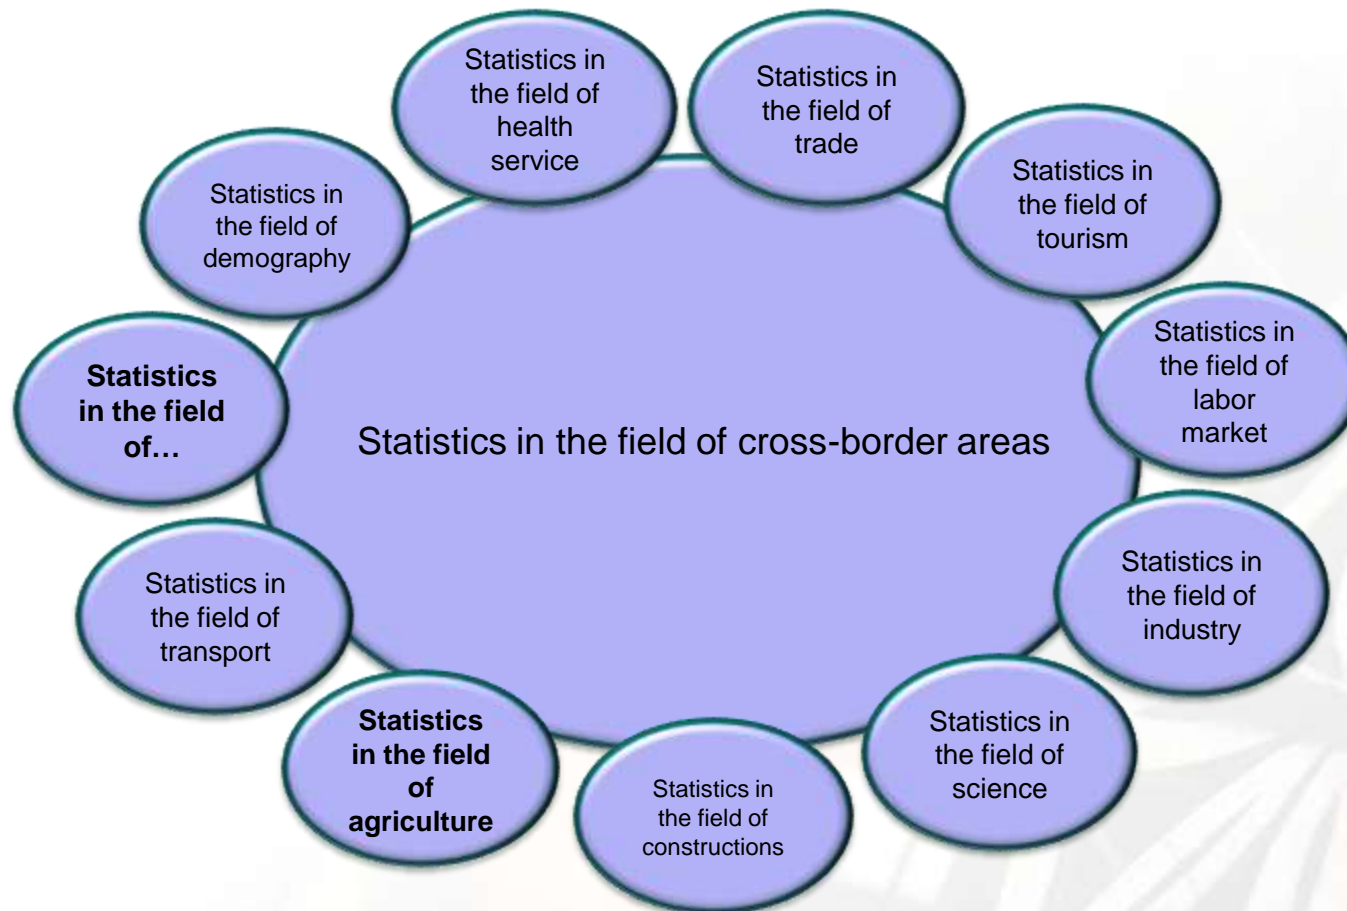 Statistics in
the field of
health
service
Statistics in
the field of
trade
Statistics in
the field of
tourism
Statistics in
the field of
labor
market
Statistics in
the field of
industry
Statistics in
the field of
science
Statistics in
the field of
constructions
Statistics
in the field
of
agriculture
Statistics in
the field of
transport
Statistics
in the field
of…
Statistics in
the field of
demography
Statistics in the field of cross-border areas